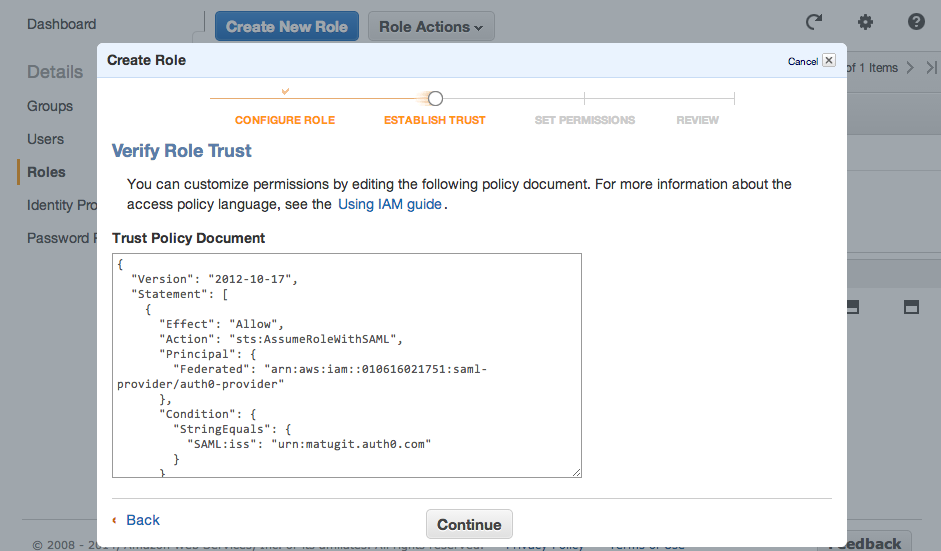 Dashboard
Create New Role
Role Actions
Details
Groups
Users
Roles
Identity Pro
Password
of 1 Items
Create Role
Cancel
CONFIGURE ROLE
ESTABLISH TRUST
SET PERMISSIONS
REVIEW
Verify Role Trust
You can customize permissions by editing the following policy document. For more information about the
access policy language, see the Using IAM guide.
Trust Policy Document
{
"Version": "2012-10-17",
"Statement": [
{
"Effect": "Allow",
"Action": "sts:AssumeRoleWithSAML",
"Principal": {
"Federated": "arn:aws:iam::010616021751:saml-
provider/auth0-provider"
},
"Condition": {
"StringEquals": {
"SAML:iss": "urn:matugit.auth0.com"
}
}
Back
Continue
© 2008 -
Feedback